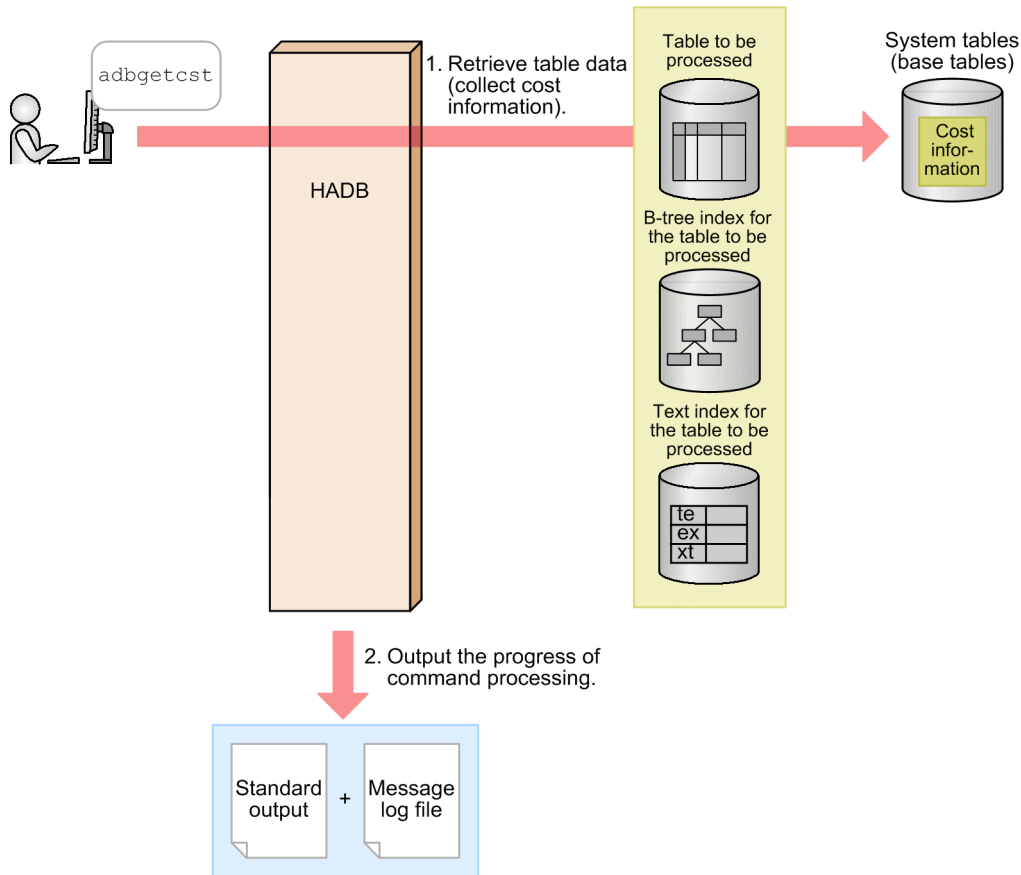 adbgetcst
1. Retrieve table data
(collect cost
information).
HADB
Table to be
processed
B-tree index for
the table to be
processed
Text index for
the table to be
processed
te
ex
xt
System tables
(base tables)
Cost
infor-
mation
2. Output the progress of
command processing.
Standard
output
+
Message
log file